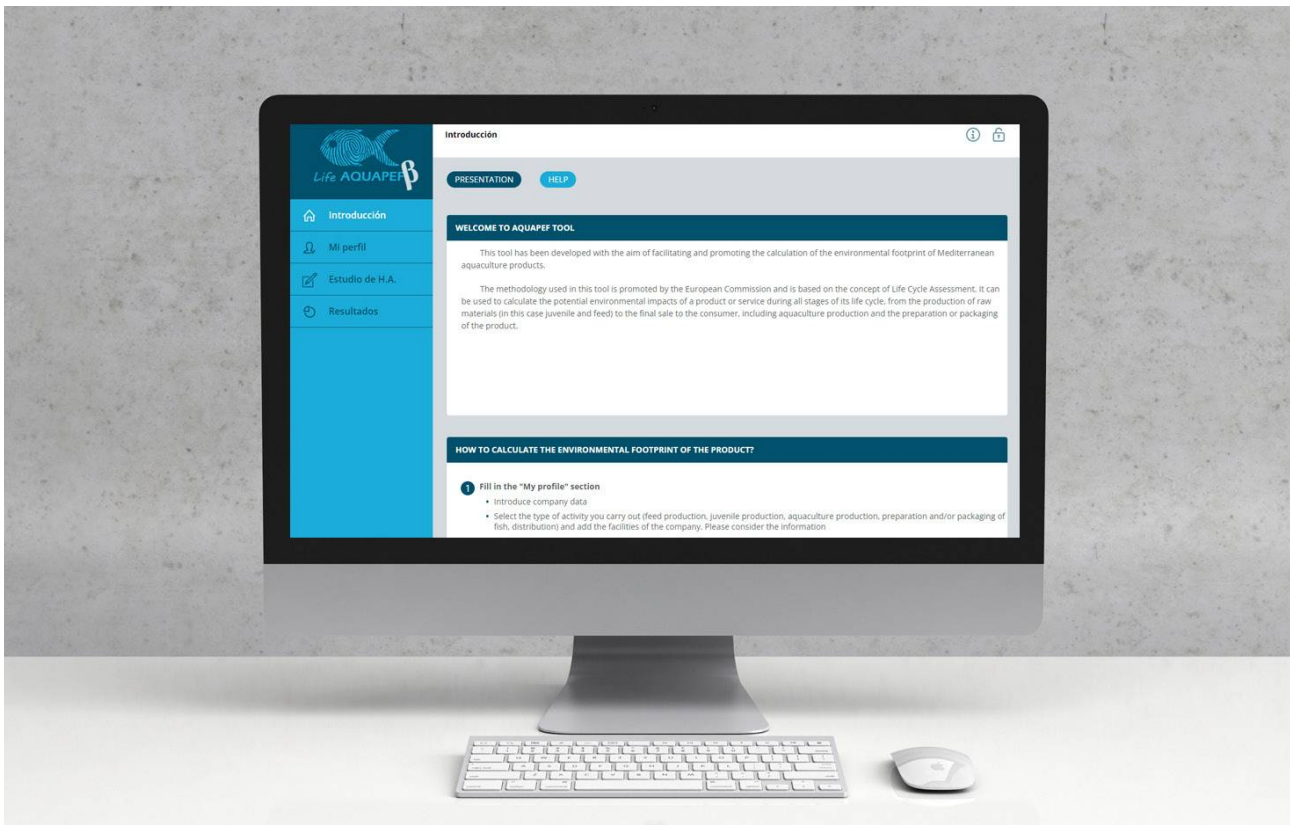 Life AQUAPEF β
Introducción
Mi perfil
Estudio de H.A.
Resultados
Introducción
PRESENTATION
HELP
WELCOME TO AQUAPEF TOOL
This tool has been developed with the aim of facilitating and promoting the calculation of the environmental footprint of Mediterranean
aquaculture products.
The methodology used in this tool is promoted by the European Commission and is based on the concept of Life Cycle Assessment. It can
be used to calculate the potential environmental impacts of a product or service during all stages of its life cycle, from the production of raw
materials (in this case juvenile and feed) to the final sale to the consumer, including aquaculture production and the preparation or packaging
of the product.
HOW TO CALCULATE THE ENVIRONMENTAL FOOTPRINT OF THE PRODUCT?
1 Fill in the "My profile" section
• Introduce company data
• Select the type of activity you carry out (feed production, juvenile production, aquaculture production, preparation and/or packaging of
fish, distribution) and add the facilities of the company. Please consider the information